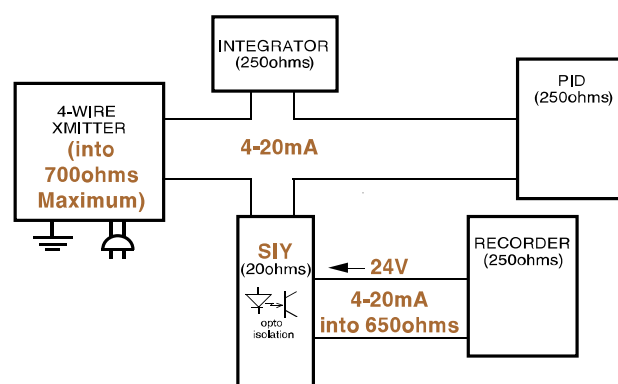 INTEGRATOR
(250ohms)
4-WIRE
XMITTER
(into
700ohms
Maximum)
4-20mA
PID
(250ohms)
SIY
(20ohms)
opto
isolation
24V
4-20mA
into 650ohms
RECORDER
(250ohms)